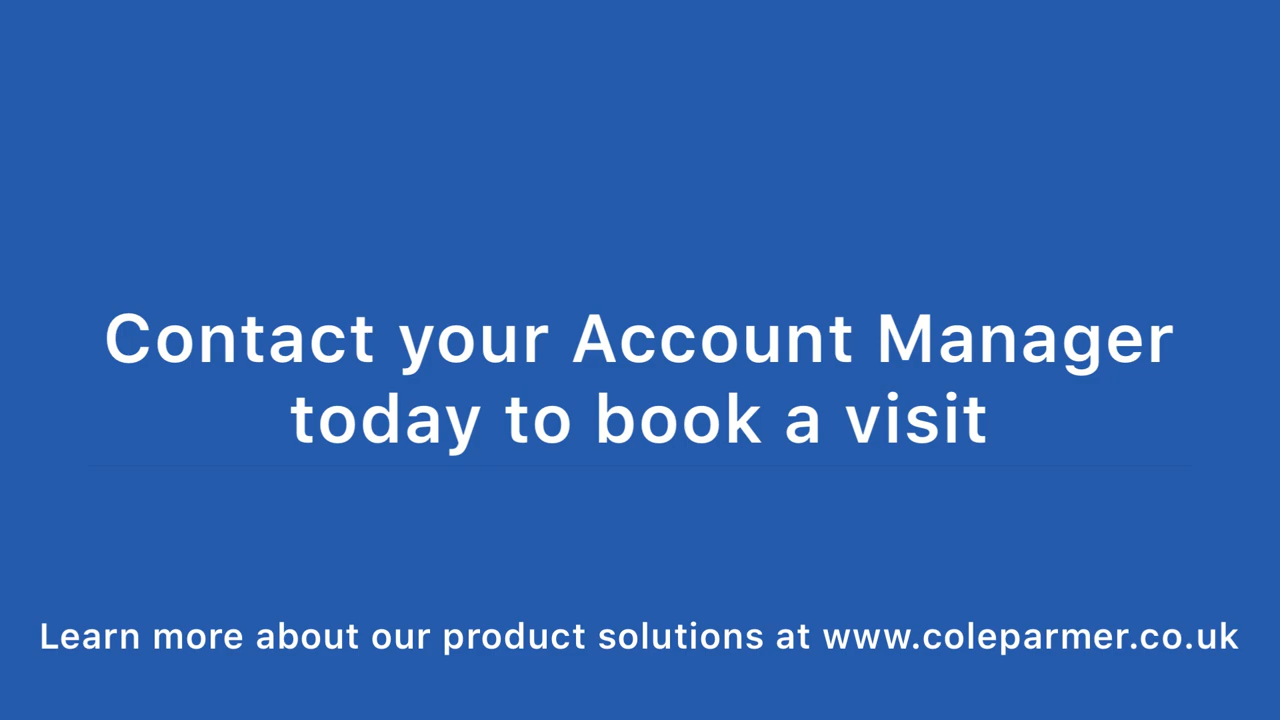 Contact your Account Manager
today to book a visit
Learn more about our product solutions at www.coleparmer.co.uk